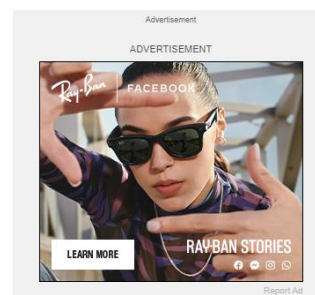 Advertisement
ADVERTISEMENT
Ray-Ban FACEBOOK
LEARN MORE
RAY-BAN STORIES
Report Ad